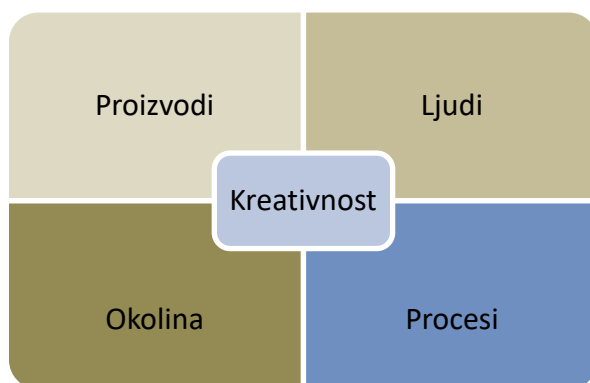 Proizvodi
Ljudi
Kreativnost
Okolina
Procesi